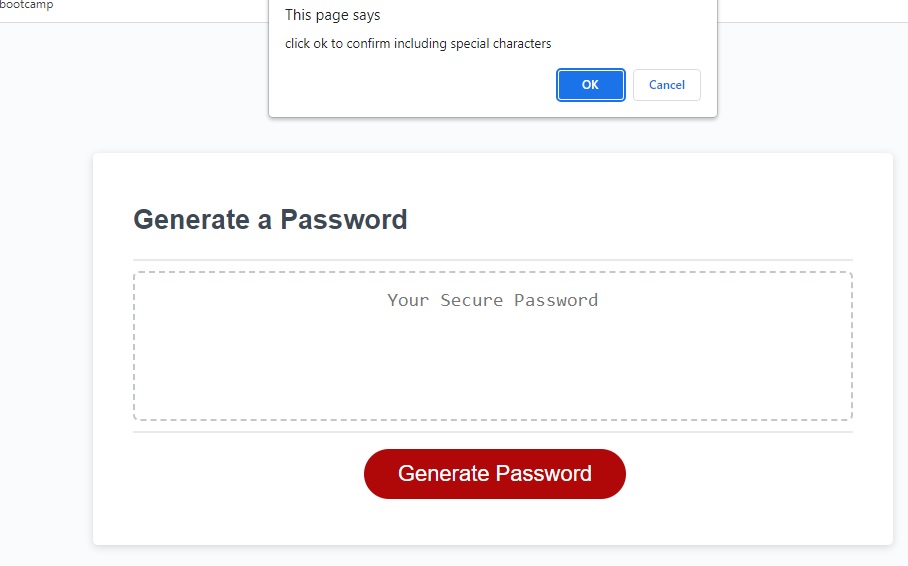 bootcamp
This page says
click ok to confirm including special characters
OK
Cancel
Generate a Password
Your Secure Password
Generate Password